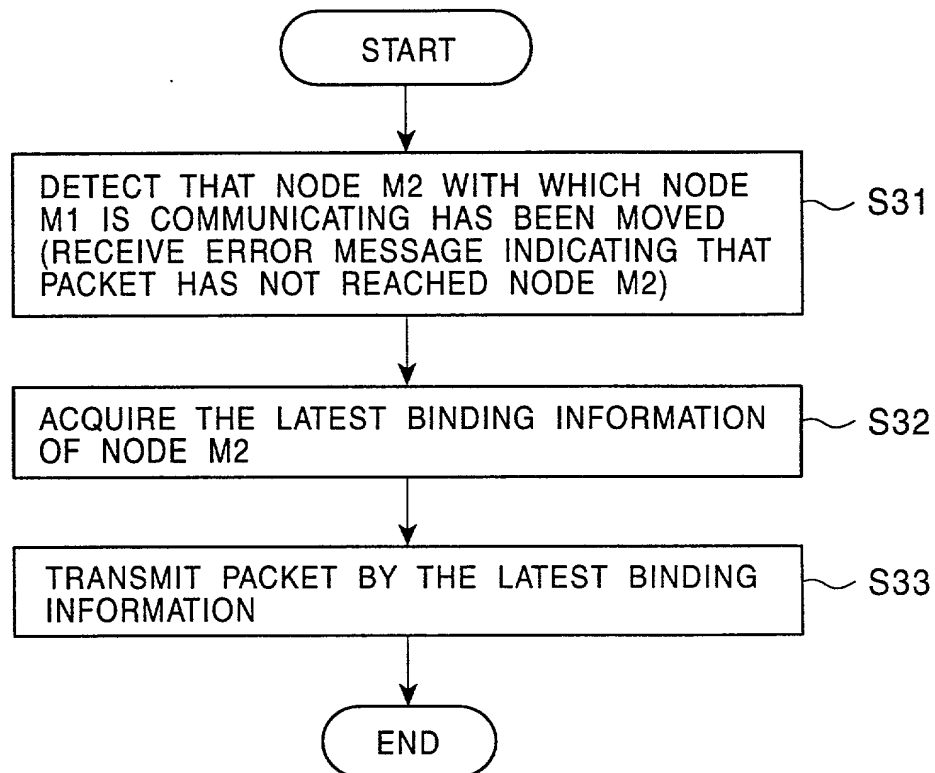 START
DETECT THAT NODE M2 WITH WHICH NODE
M1 IS COMMUNICATING HAS BEEN MOVED
(RECEIVE ERROR MESSAGE INDICATING THAT
PACKET HAS NOT REACHED NODE M2)
S31
ACQUIRE THE LATEST BINDING INFORMATION
OF NODE M2
S32
TRANSMIT PACKET BY THE LATEST BINDING
INFORMATION
S33
END